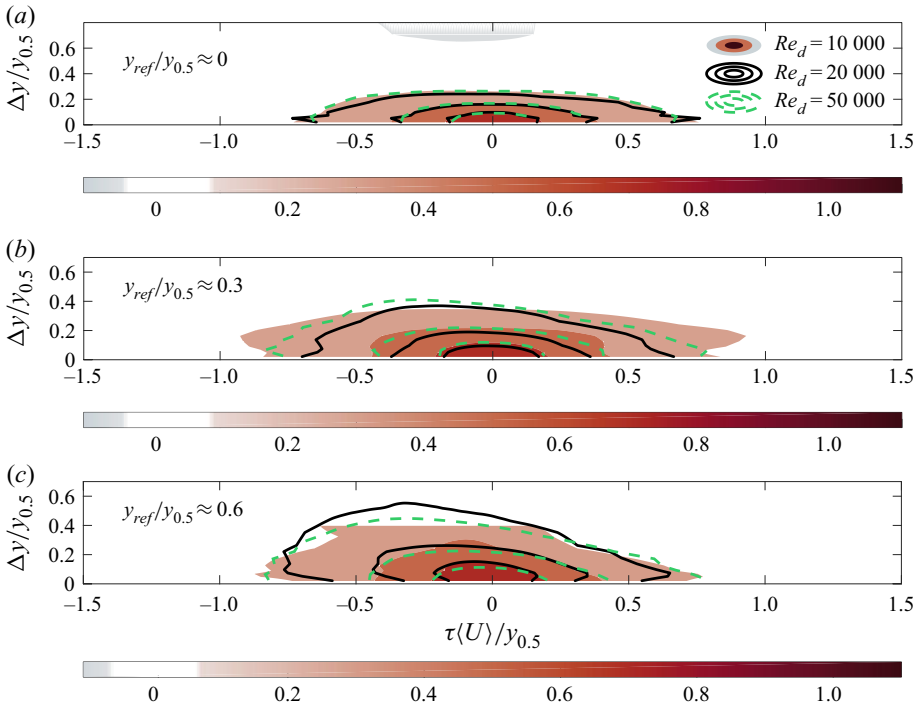 (a)
Δy/y0.5
0.6
0.4
0.2
0
yref/y0.5 ≈ 0
Red = 10 000
Red = 20 000
Red = 50 000
–1.5 –1.0 –0.5 0 0.5 1.0 1.5
0 0.2 0.4 0.6 0.8 1.0
(b)
Δy/y0.5
0.6
0.4
0.2
0
yref/y0.5 ≈ 0.3
–1.5 –1.0 –0.5 0 0.5 1.0 1.5
0 0.2 0.4 0.6 0.8 1.0
(c)
Δy/y0.5
0.6
0.4
0.2
0
yref/y0.5 ≈ 0.6
–1.5 –1.0 –0.5 0 0.5 1.0 1.5
τ⟨U⟩/y0.5
0 0.2 0.4 0.6 0.8 1.0